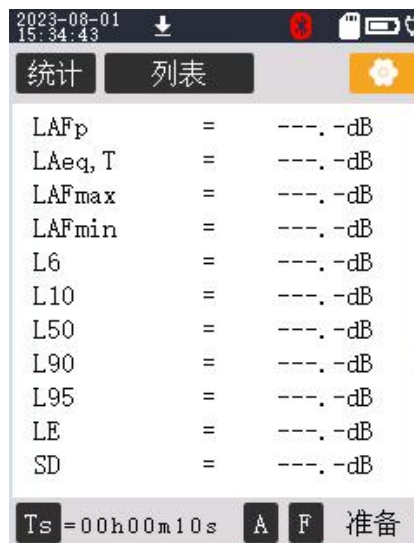 2023-08-01
15:34:43
统计 列表
LAFp = ---.-dB
LAeq,T = ---.-dB
LAFmax = ---.-dB
LAFmin = ---.-dB
L6 = ---.-dB
L10 = ---.-dB
L50 = ---.-dB
L90 = ---.-dB
L95 = ---.-dB
LE = ---.-dB
SD = ---.-dB
Ts =00h00m10s A F 准备